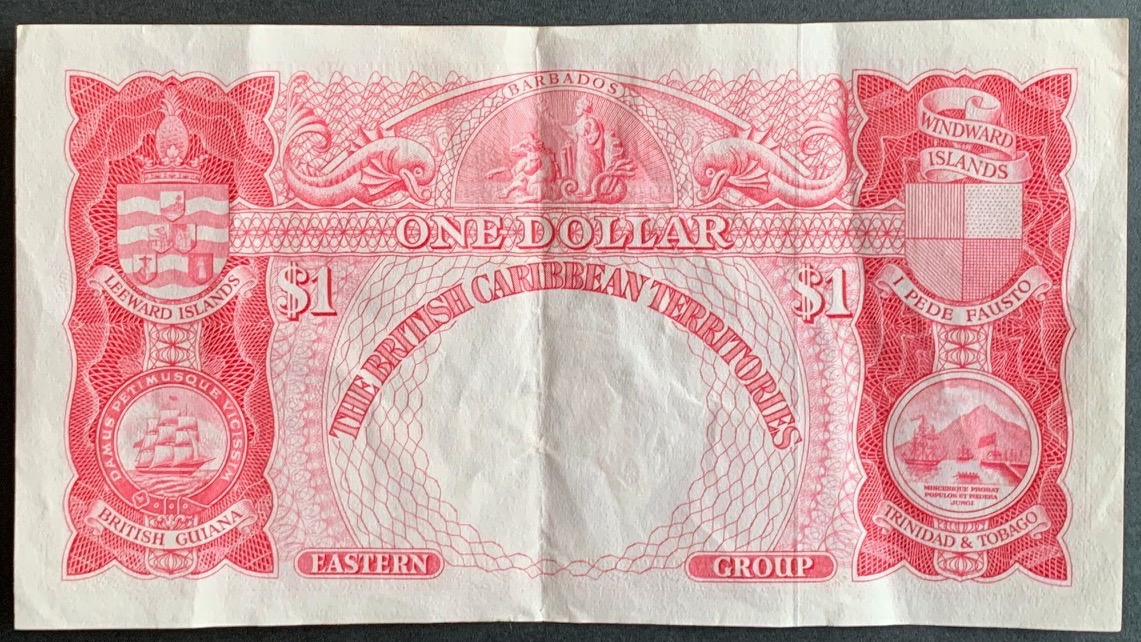 BARBADOS
WINDWARD
ISLANDS
ONE DOLLAR
$1
$1
LEEWARD ISLANDS
I PEDE FAUSTO
THE BRITISH CARIBBEAN TERRITORIES
DAMUS PETIMUSQUE VICISSIM
MISCERIQUE PROBAT
POPULOS ET FŒDERA
JUNGI
BRITISH GUIANA
TRINIDAD & TOBAGO
EASTERN
GROUP